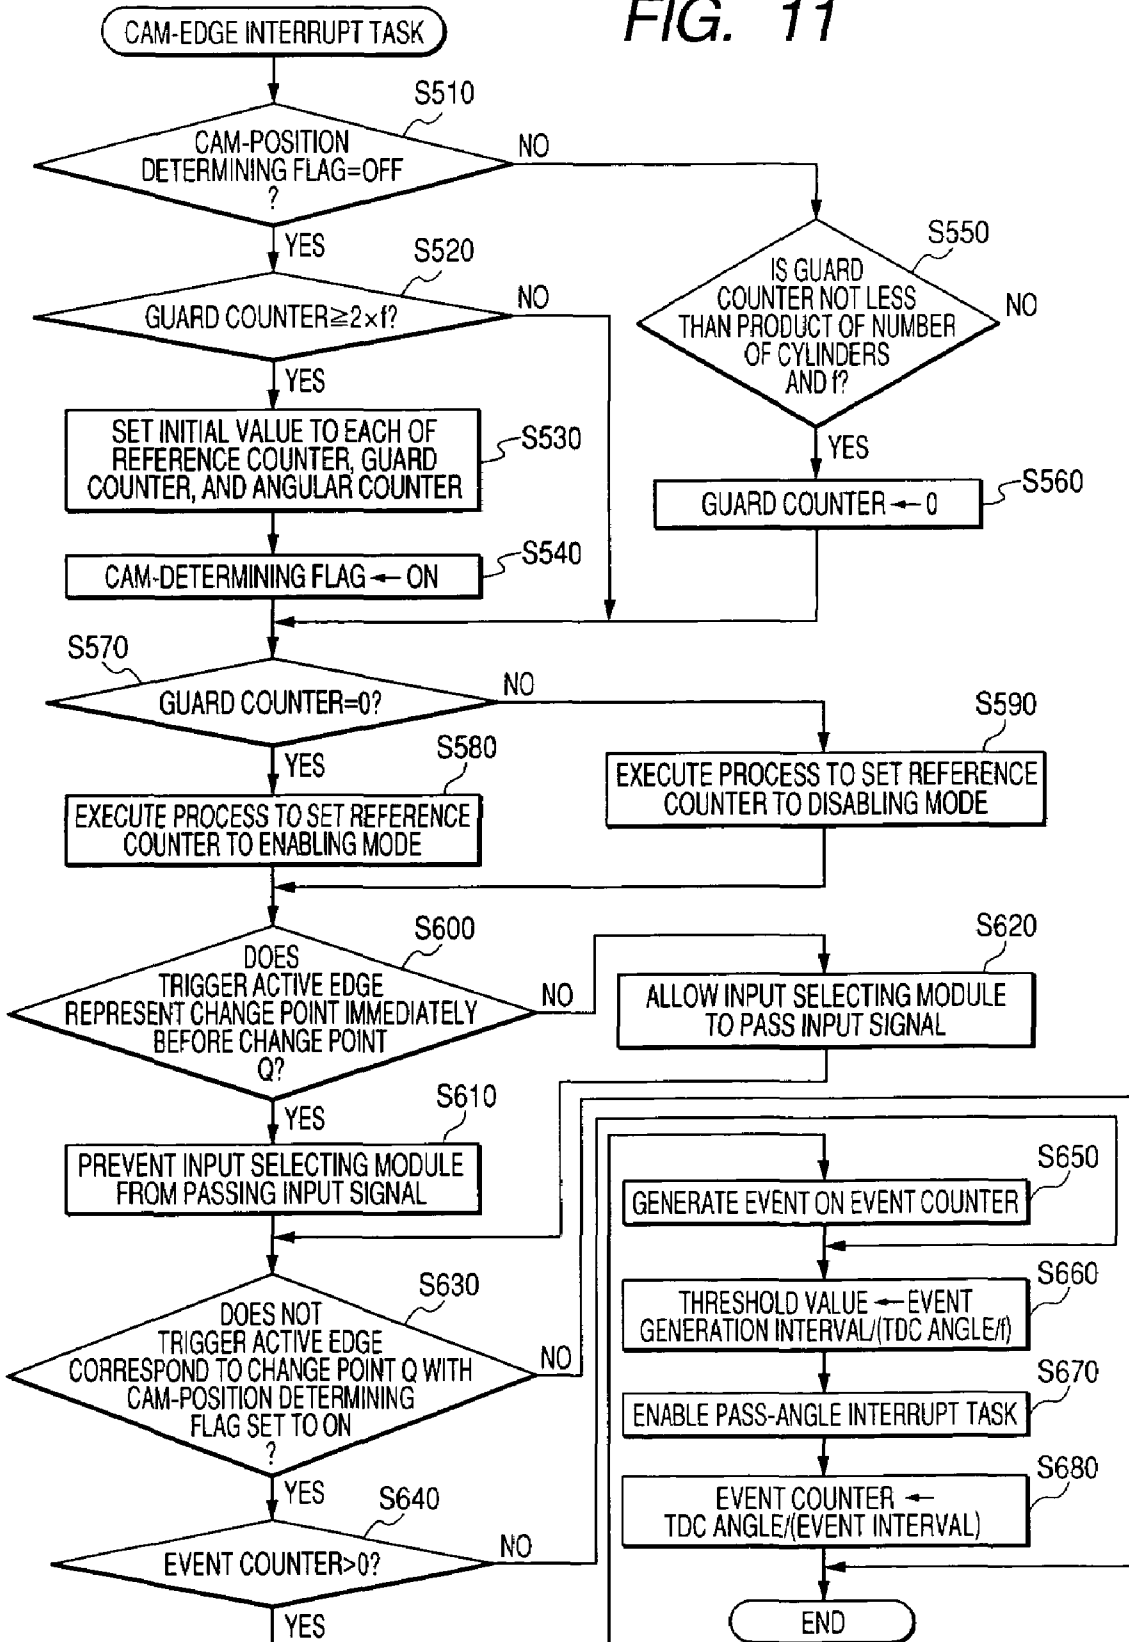 FIG. 11
CAM-EDGE INTERRUPT TASK
S510
CAM-POSITION
DETERMINING FLAG=OFF
?
NO
YES
S520
GUARD COUNTER≧2×f?
NO
YES
S550
IS GUARD
COUNTER NOT LESS
THAN PRODUCT OF NUMBER
OF CYLINDERS
AND f?
NO
YES
SET INITIAL VALUE TO EACH OF
REFERENCE COUNTER, GUARD
COUNTER, AND ANGULAR COUNTER
S530
GUARD COUNTER ← 0
S560
CAM-DETERMINING FLAG ← ON
S540
S570
GUARD COUNTER=0?
NO
YES
S580
EXECUTE PROCESS TO SET REFERENCE
COUNTER TO ENABLING MODE
S590
EXECUTE PROCESS TO SET REFERENCE
COUNTER TO DISABLING MODE
S600
DOES
TRIGGER ACTIVE EDGE
REPRESENT CHANGE POINT IMMEDIATELY
BEFORE CHANGE POINT
Q?
NO
YES
S620
ALLOW INPUT SELECTING MODULE
TO PASS INPUT SIGNAL
S610
PREVENT INPUT SELECTING MODULE
FROM PASSING INPUT SIGNAL
S630
DOES NOT
TRIGGER ACTIVE EDGE
CORRESPOND TO CHANGE POINT Q WITH
CAM-POSITION DETERMINING
FLAG SET TO ON
?
NO
YES
S640
EVENT COUNTER>0?
NO
YES
S650
GENERATE EVENT ON EVENT COUNTER
S660
THRESHOLD VALUE ← EVENT
GENERATION INTERVAL/(TDC ANGLE/f)
S670
ENABLE PASS-ANGLE INTERRUPT TASK
S680
EVENT COUNTER ←
TDC ANGLE/(EVENT INTERVAL)
END